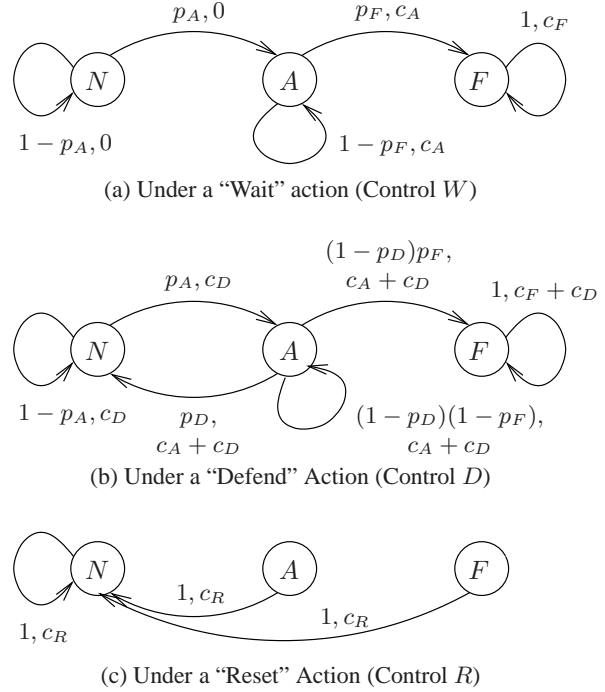 p_A, 0
p_F, c_A
1, c_F
N
A
F
1 − p_A, 0
1 − p_F, c_A
(a) Under a “Wait” action (Control W)
(1 − p_D)p_F,
c_A + c_D
p_A, c_D
1, c_F + c_D
N
A
F
1 − p_A, c_D
p_D,
c_A + c_D
(1 − p_D)(1 − p_F),
c_A + c_D
(b) Under a “Defend” Action (Control D)
N
A
F
1, c_R
1, c_R
1, c_R
(c) Under a “Reset” Action (Control R)